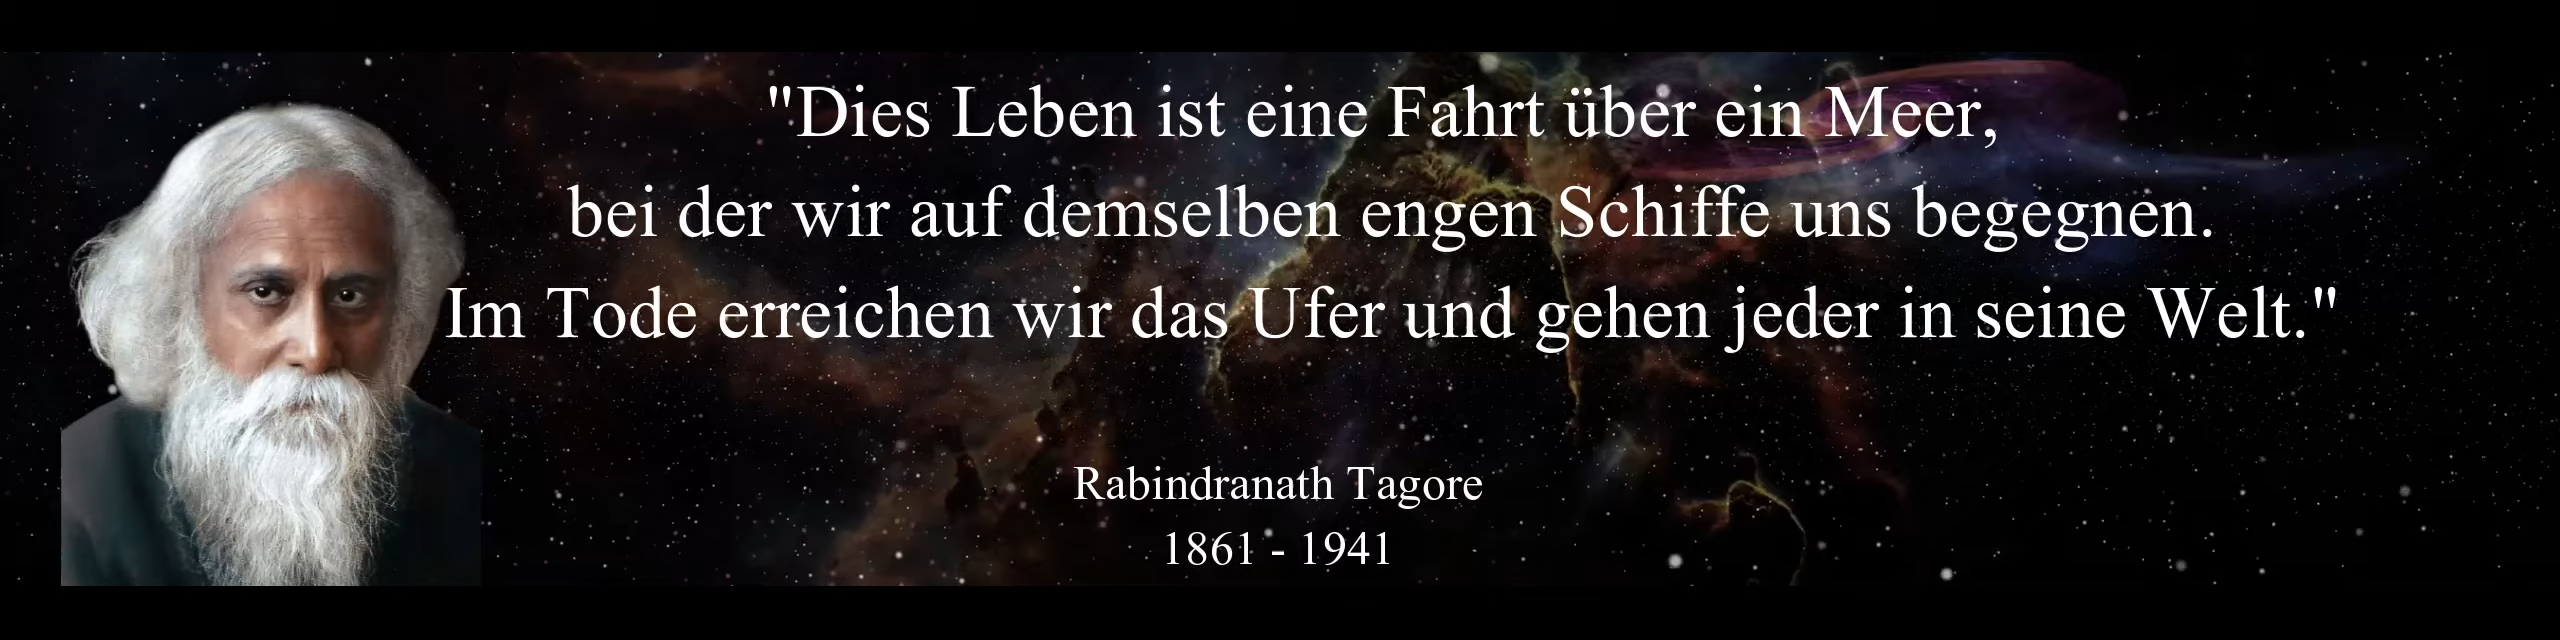 "Dies Leben ist eine Fahrt über ein Meer,
bei der wir auf demselben engen Schiffe uns begegnen.
Im Tode erreichen wir das Ufer und gehen jeder in seine Welt."
Rabindranath Tagore
1861 - 1941